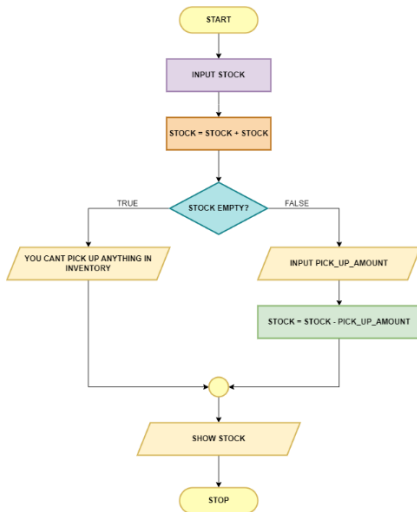 START
INPUT STOCK
STOCK = STOCK + STOCK
STOCK EMPTY?
TRUE
FALSE
YOU CANT PICK UP ANYTHING IN
INVENTORY
INPUT PICK_UP_AMOUNT
STOCK = STOCK - PICK_UP_AMOUNT
SHOW STOCK
STOP